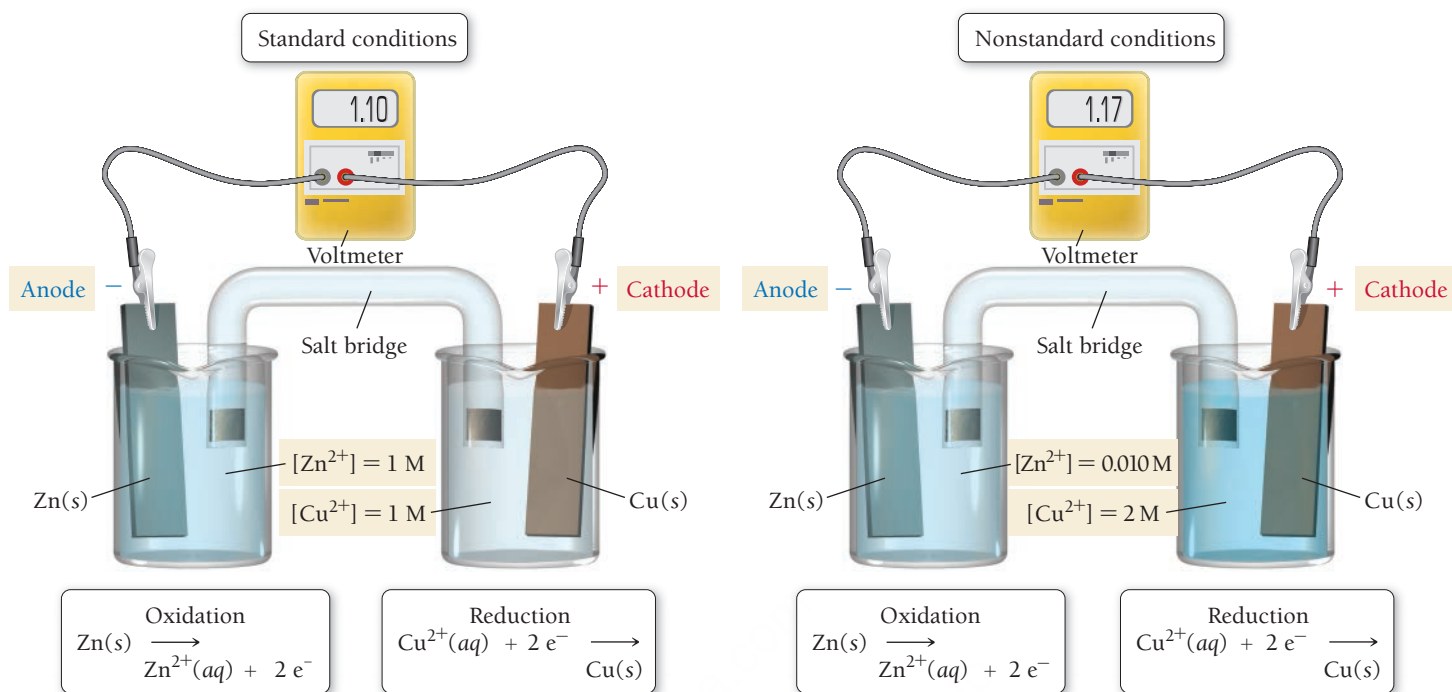 Standard conditions
1.10
Voltmeter
Anode − + Cathode
Salt bridge
[Zn²⁺] = 1 M
Zn(s)
[Cu²⁺] = 1 M
Cu(s)
Oxidation
Zn(s) ⟶
Zn²⁺(aq) + 2 e⁻
Reduction
Cu²⁺(aq) + 2 e⁻ ⟶
Cu(s)
Nonstandard conditions
1.17
Voltmeter
Anode − + Cathode
Salt bridge
[Zn²⁺] = 0.010 M
Zn(s)
[Cu²⁺] = 2 M
Cu(s)
Oxidation
Zn(s) ⟶
Zn²⁺(aq) + 2 e⁻
Reduction
Cu²⁺(aq) + 2 e⁻ ⟶
Cu(s)